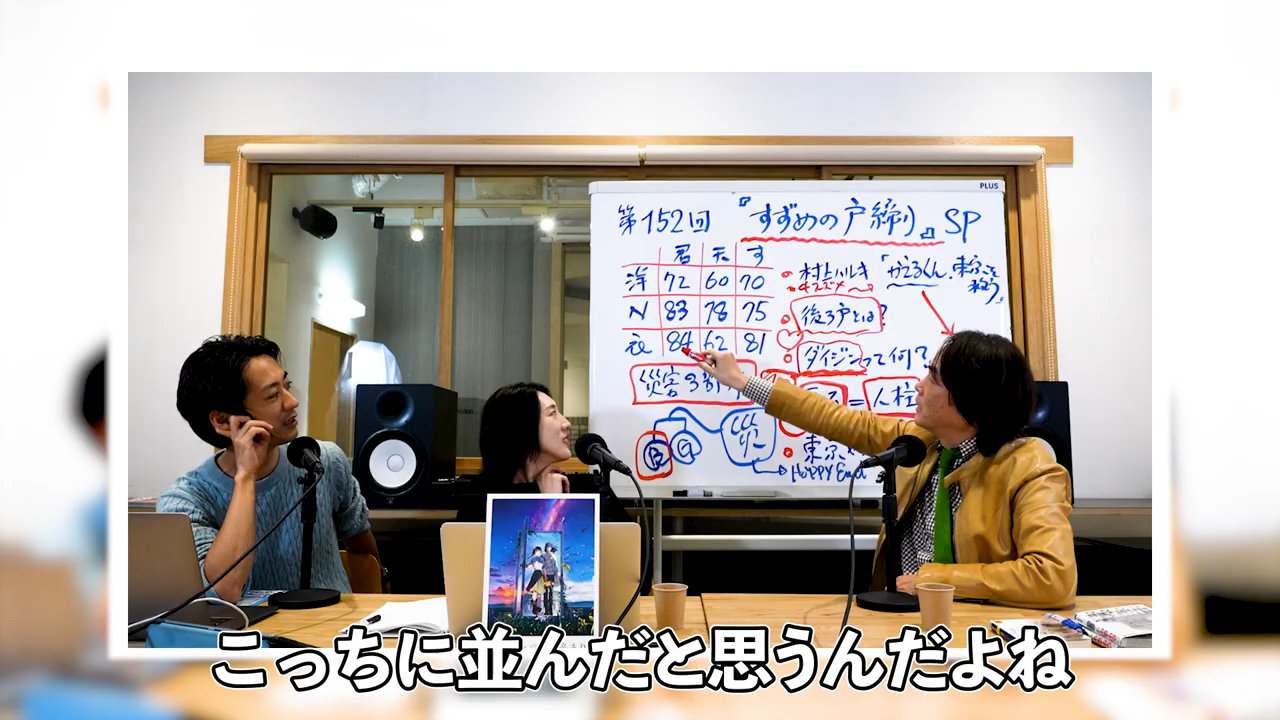 PLUS
第152回 『すずめの戸締り』SP
君 天 す
洋 72 60 70
N 83 78 75
衣 84 62 81
災害3部
村上ハルキ「かえるくん、東京を救う」
後ろ戸とは?
ダイジンって何?
= 人柱
東京
Happy End
こっちに並んだと思うんだよね